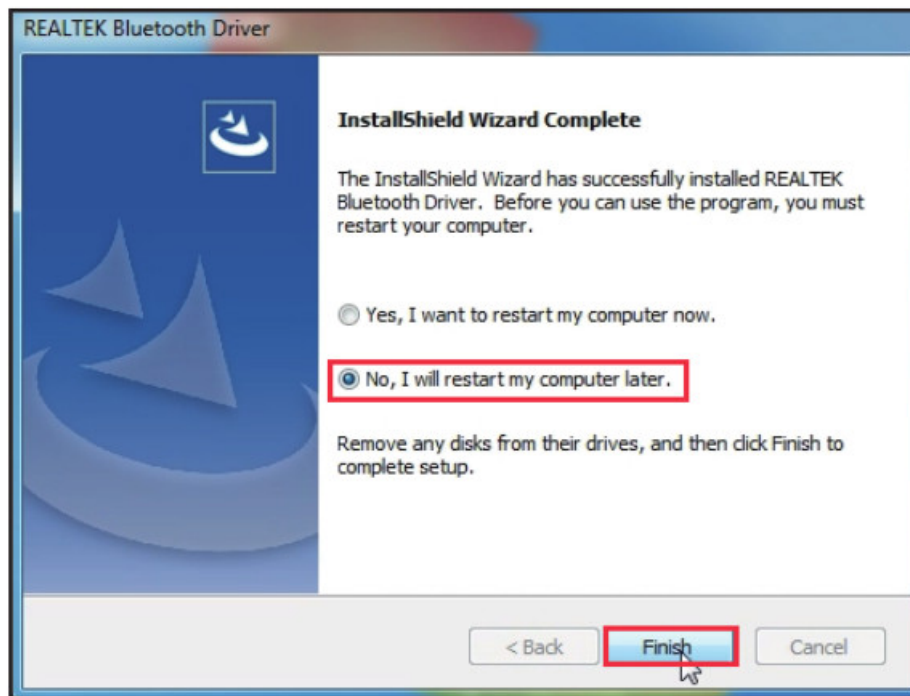 REALTEK Bluetooth Driver
InstallShield Wizard Complete
The InstallShield Wizard has successfully installed REALTEK
Bluetooth Driver. Before you can use the program, you must
restart your computer.
Yes, I want to restart my computer now.
No, I will restart my computer later.
Remove any disks from their drives, and then click Finish to
complete setup.
< Back Finish Cancel